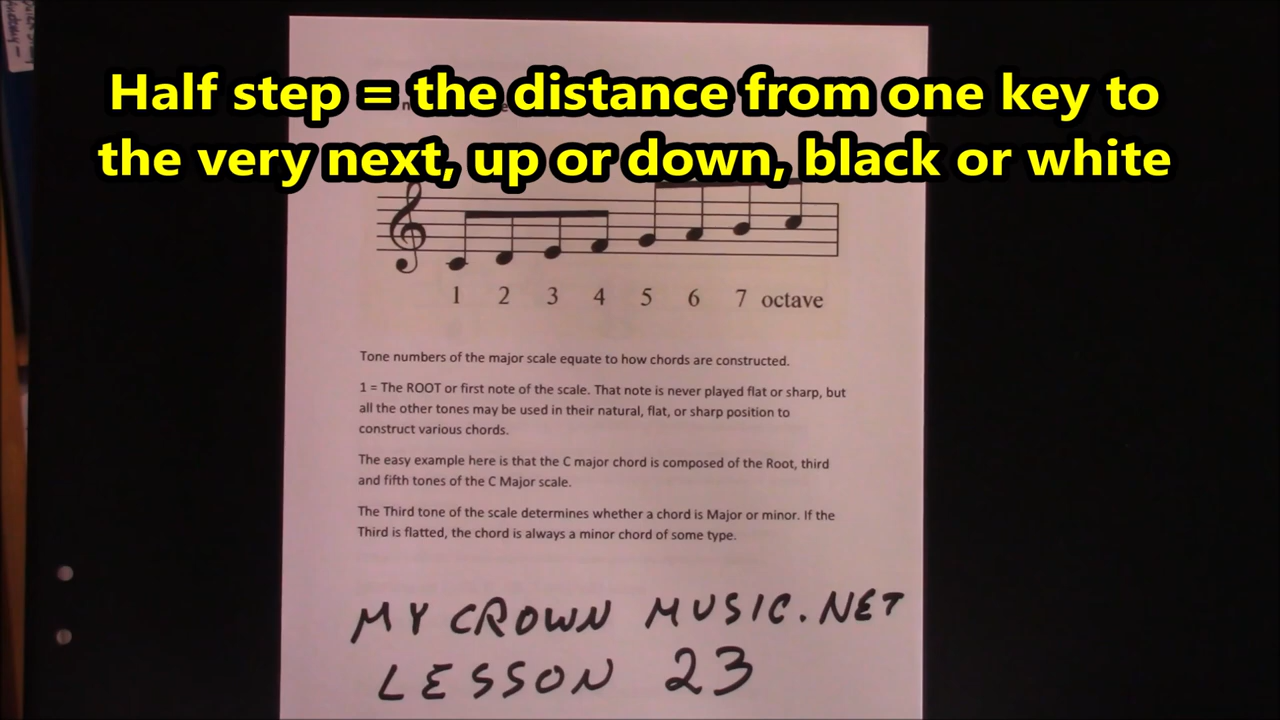 Half step = the distance from one key to
the very next, up or down, black or white
1 2 3 4 5 6 7 octave
Tone numbers of the major scale equate to how chords are constructed.
1 = The ROOT or first note of the scale. That note is never played flat or sharp, but
all the other tones may be used in their natural, flat, or sharp position to
construct various chords.
The easy example here is that the C major chord is composed of the Root, third
and fifth tones of the C Major scale.
The Third tone of the scale determines whether a chord is Major or minor. If the
Third is flatted, the chord is always a minor chord of some type.
MY CROWN MUSIC.NET
LESSON 23